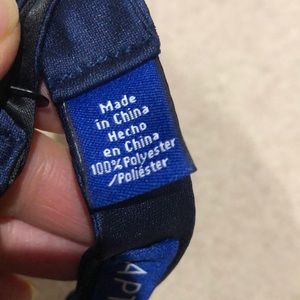 Made
in China
Hecho
en China
100% Polyester
/Poliéster